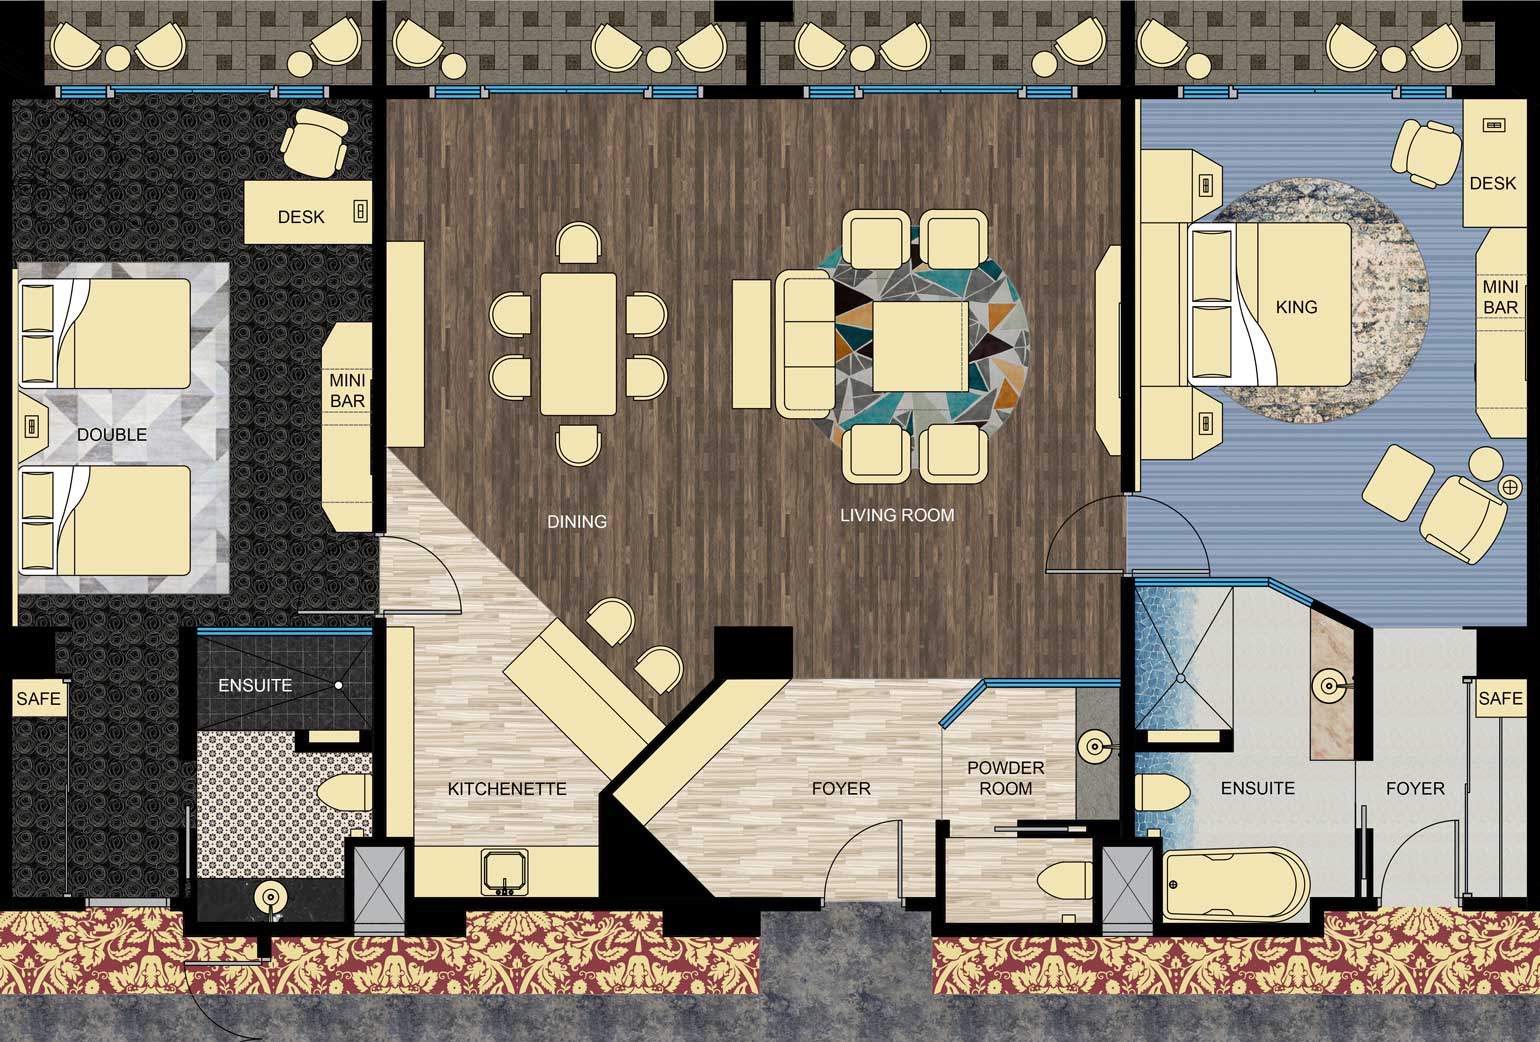 DESK
DESK
MINI
BAR
KING
MINI
BAR
DOUBLE
DINING
LIVING ROOM
ENSUITE
SAFE
SAFE
KITCHENETTE
FOYER
POWDER
ROOM
ENSUITE
FOYER